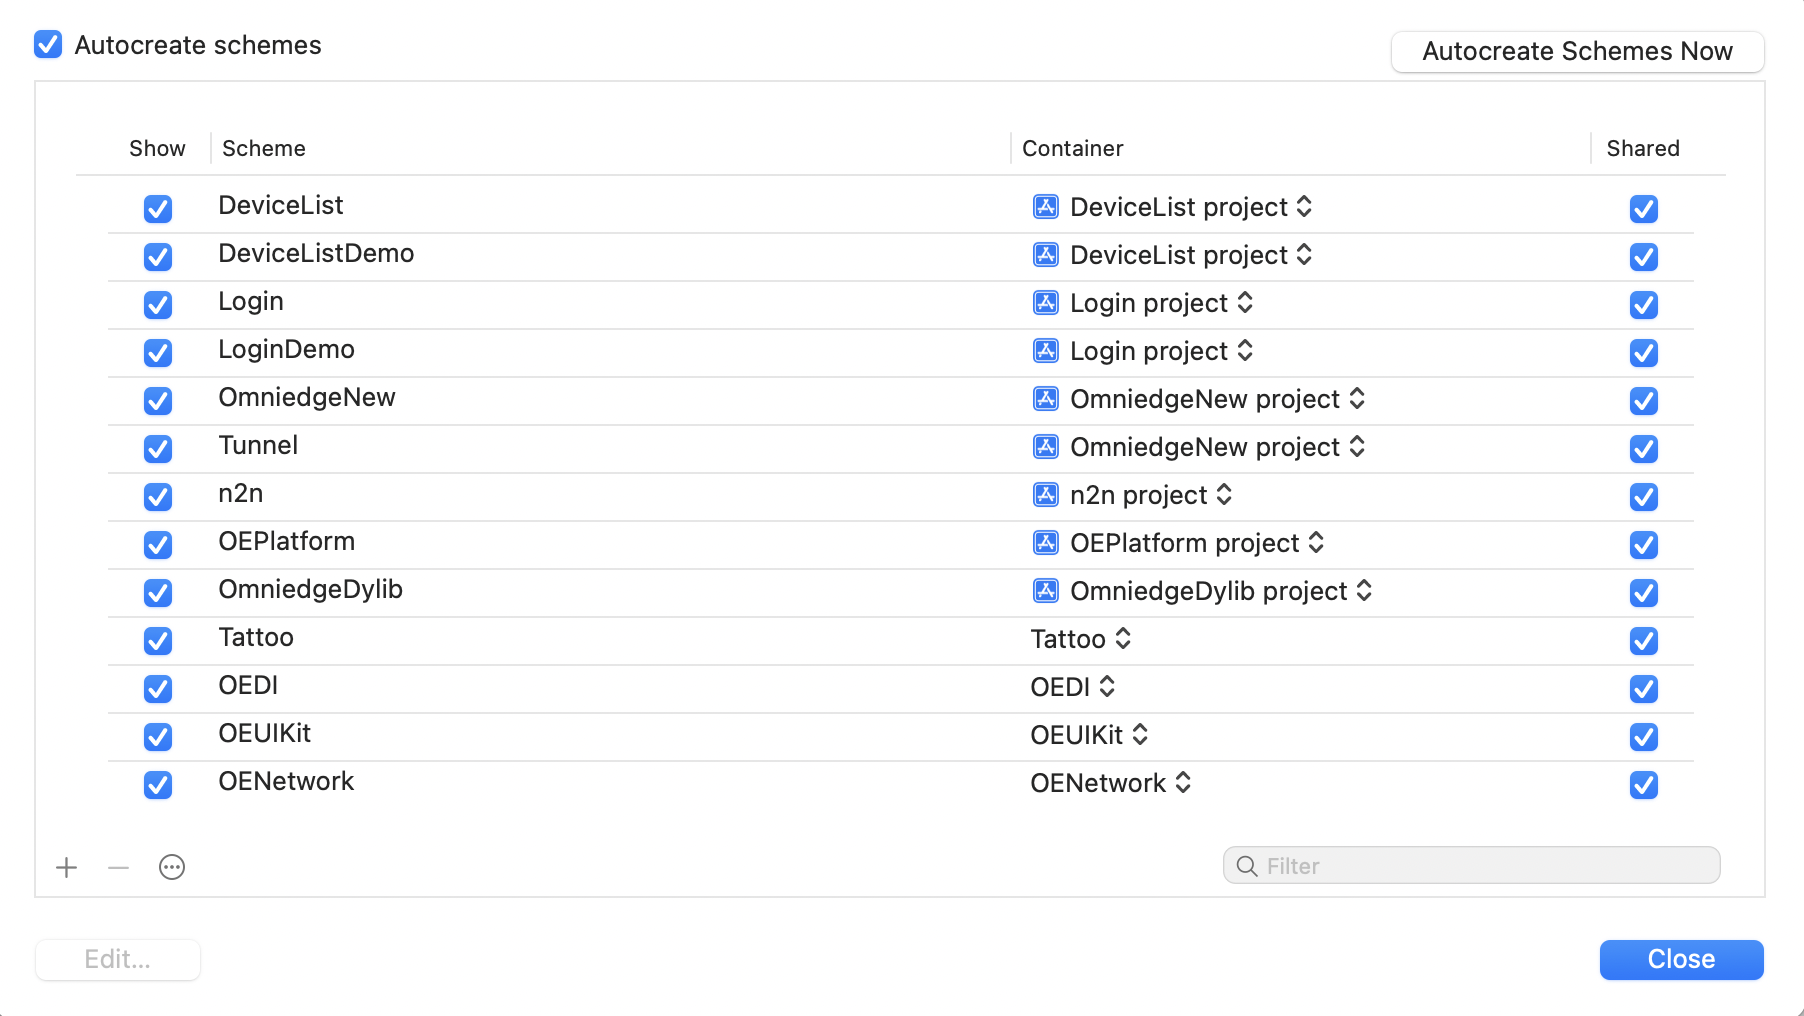 Autocreate schemes
Autocreate Schemes Now
Show Scheme Container Shared
DeviceList DeviceList project
DeviceListDemo DeviceList project
Login Login project
LoginDemo Login project
OmniedgeNew OmniedgeNew project
Tunnel OmniedgeNew project
n2n n2n project
OEPlatform OEPlatform project
OmniedgeDylib OmniedgeDylib project
Tattoo Tattoo
OEDI OEDI
OEUIKit OEUIKit
OENetwork OENetwork
Filter
Edit...
Close